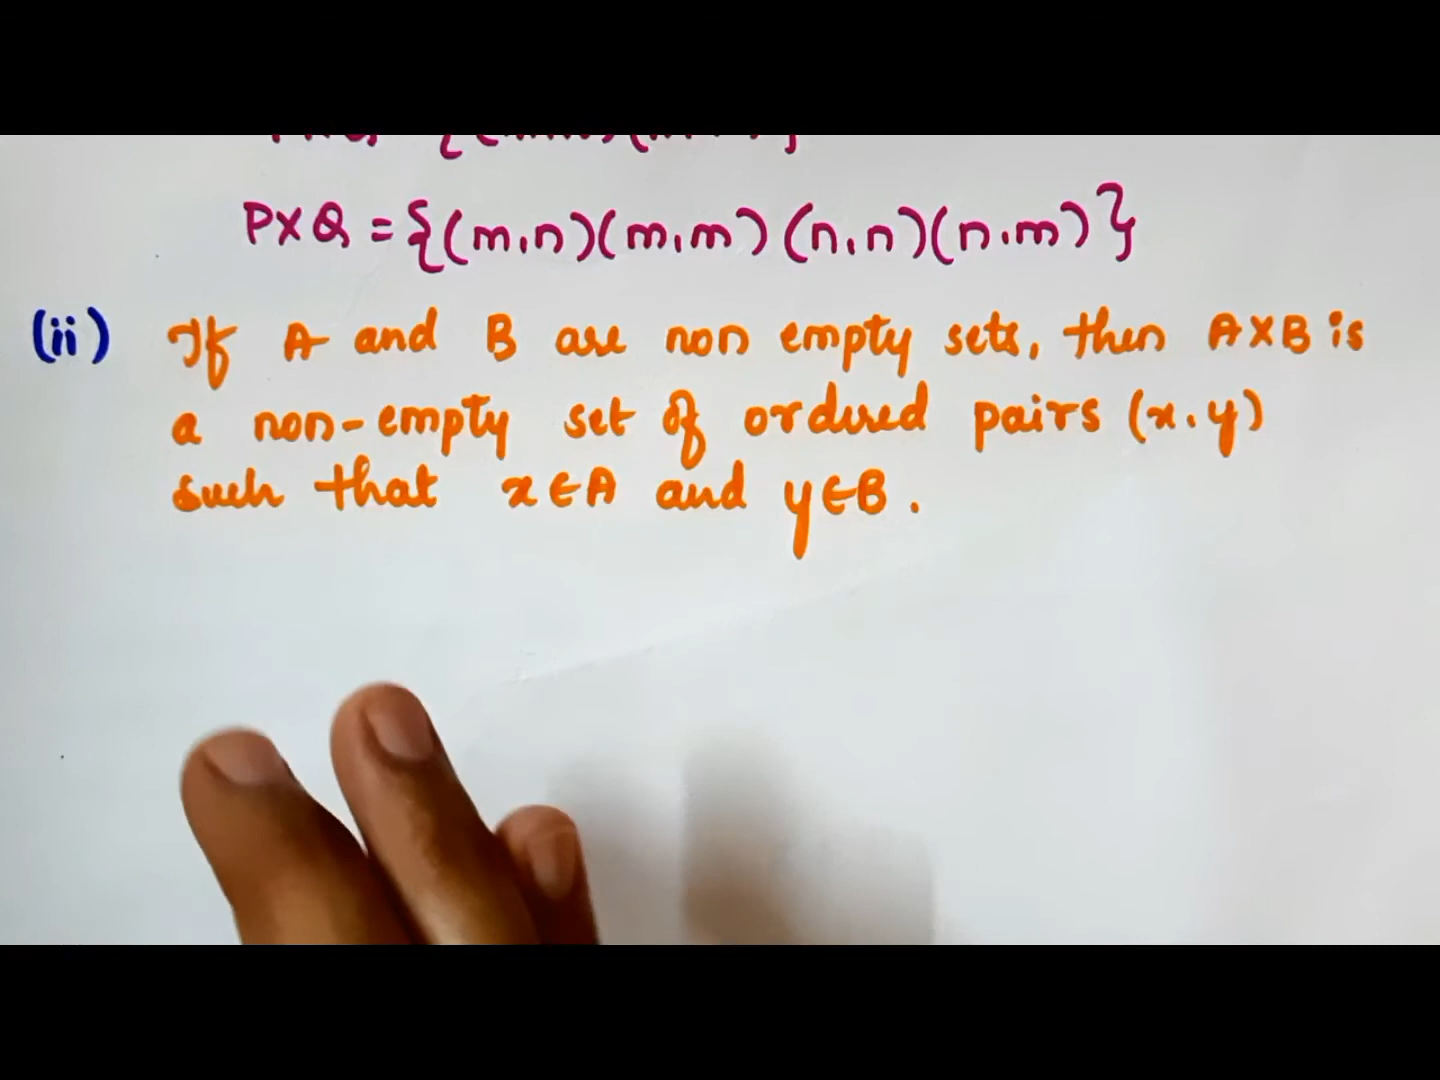 P×Q = {(m,n)(m,m)(n,n)(n,m)}
(ii) If A and B are non empty sets, then A×B is
a non-empty set of ordered pairs (x,y)
such that x∈A and y∈B.